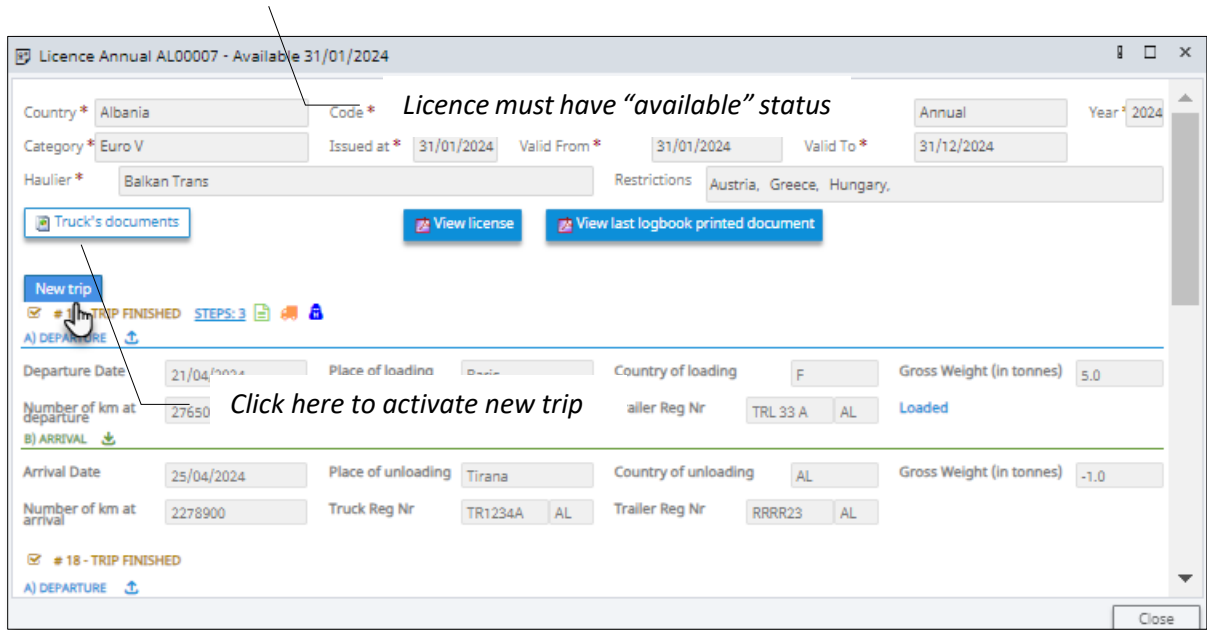 Licence Annual AL00007 - Available 31/01/2024
Country * Albania Code * Licence must have “available” status Annual Year * 2024
Category * Euro V Issued at * 31/01/2024 Valid From * 31/01/2024 Valid To * 31/12/2024
Haulier * Balkan Trans Restrictions Austria, Greece, Hungary,
Truck's documents View license View last logbook printed document
New trip
TRIP FINISHED STEPS: 3
A) DEPARTURE
Departure Date 21/04/2024 Place of loading Country of loading F Gross Weight (in tonnes) 5.0
Number of km at departure 27650 Click here to activate new trip railer Reg Nr TRL 33 A AL Loaded
B) ARRIVAL
Arrival Date 25/04/2024 Place of unloading Tirana Country of unloading AL Gross Weight (in tonnes) -1.0
Number of km at arrival 2278900 Truck Reg Nr TR1234A AL Trailer Reg Nr RRRR23 AL
# 18 - TRIP FINISHED
A) DEPARTURE
Close